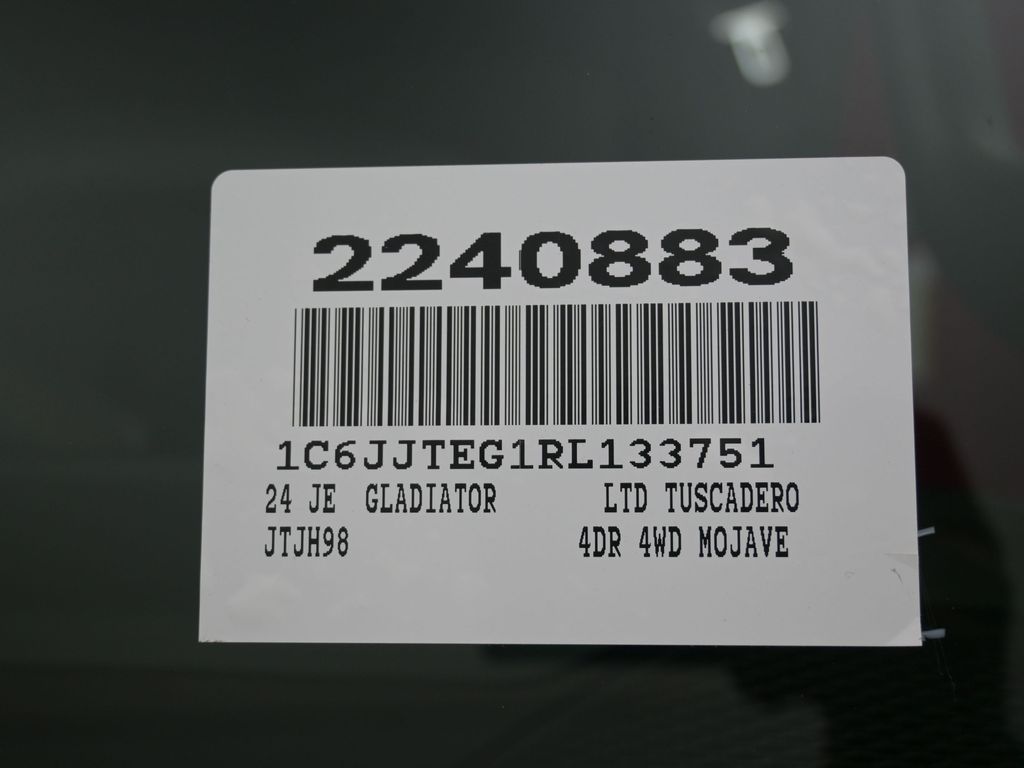 2240883
1C6JJTEG1RL133751
24 JE GLADIATOR LTD TUSCADERO
JTJH98 4DR 4WD MOJAVE